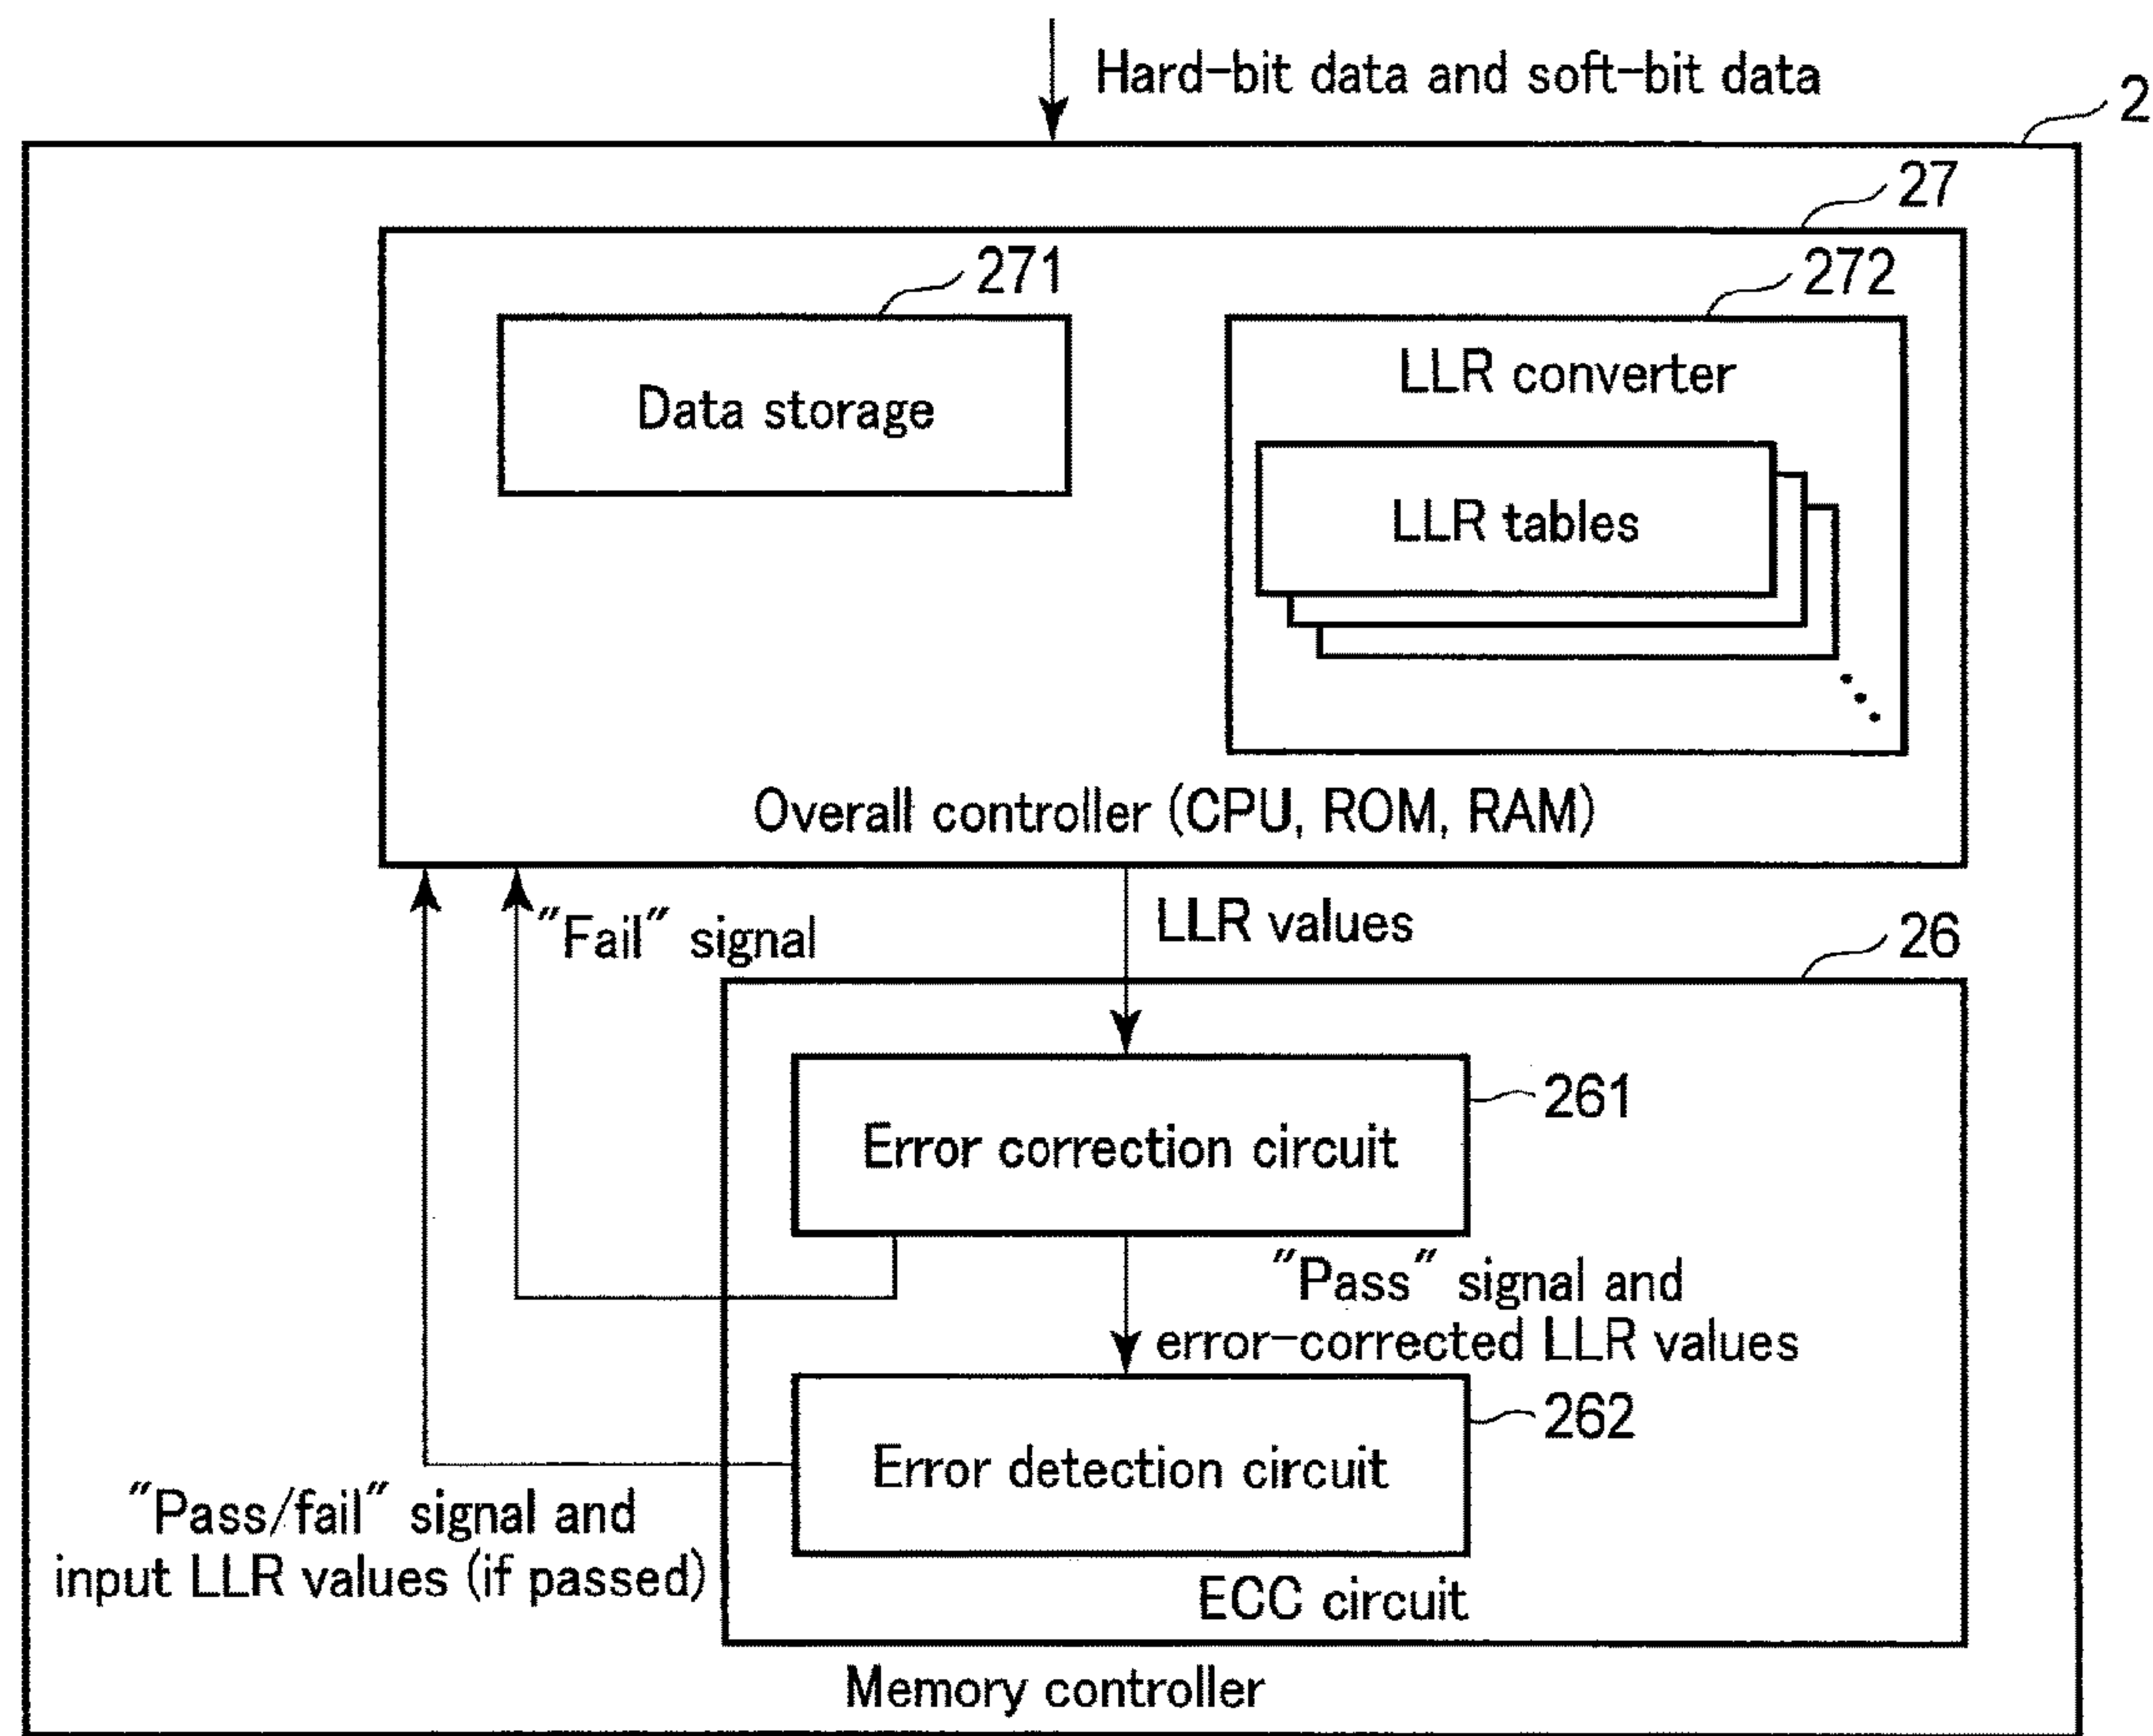 Hard-bit data and soft-bit data
2
27
271
272
Data storage
LLR converter
LLR tables
Overall controller (CPU, ROM, RAM)
"Fail" signal
LLR values
26
Error correction circuit
261
"Pass" signal and
error-corrected LLR values
Error detection circuit
262
"Pass/fail" signal and
input LLR values (if passed)
ECC circuit
Memory controller